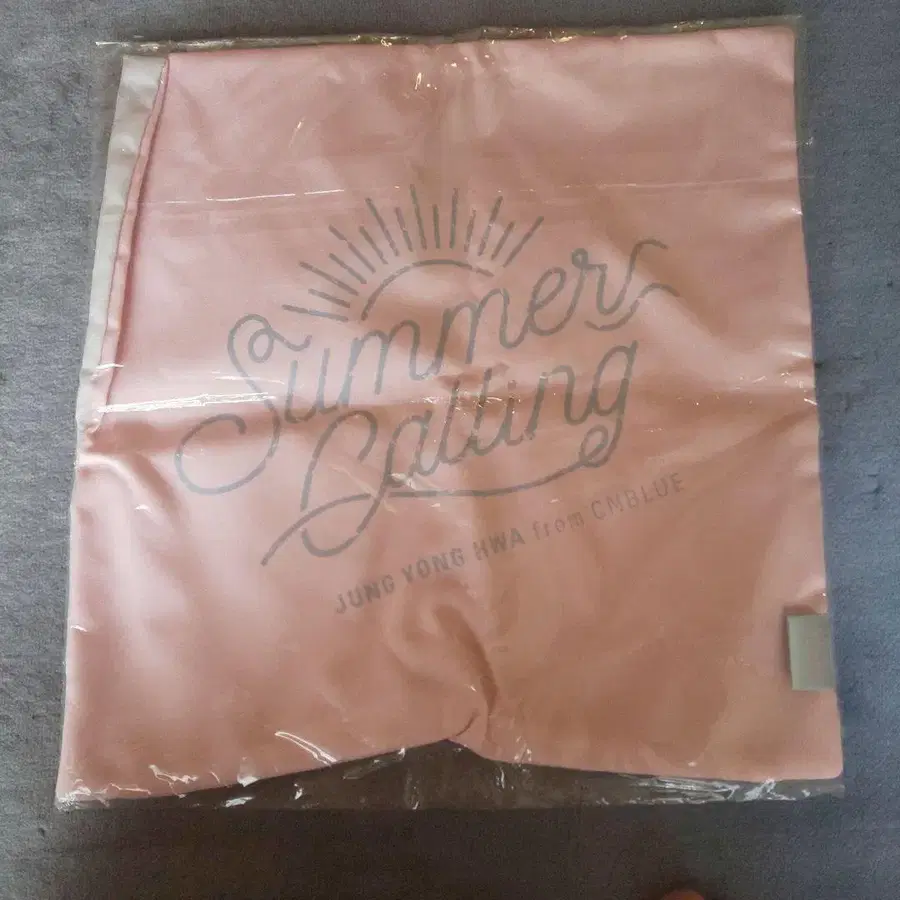 Summer
Calling
JUNG YONG HWA from CNBLUE